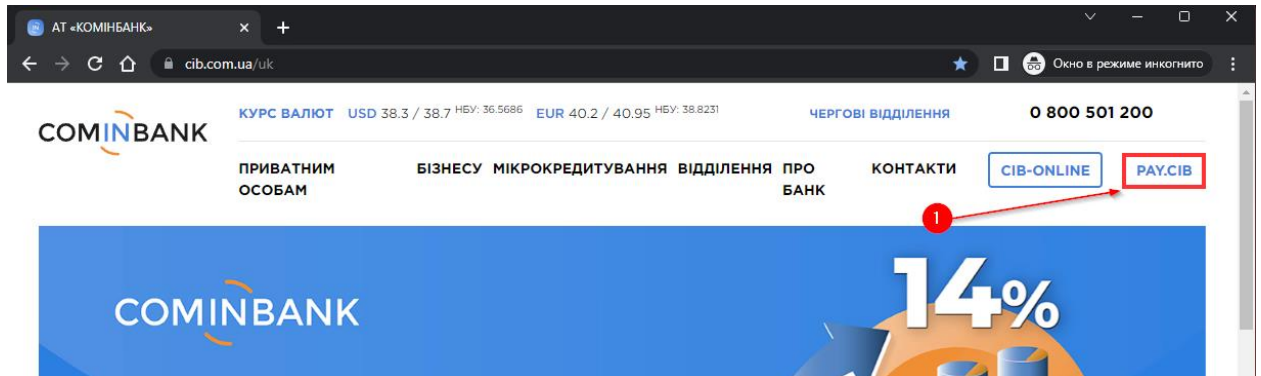 АТ «КОМІНБАНК»
cib.com.ua/uk
Окно в режиме инкогнито
COMINBANK
КУРС ВАЛЮТ USD 38.3 / 38.7 НБУ: 36.5686 EUR 40.2 / 40.95 НБУ: 38.8231
ЧЕРГОВІ ВІДДІЛЕННЯ
0 800 501 200
ПРИВАТНИМ
ОСОБАМ
БІЗНЕСУ
МІКРОКРЕДИТУВАННЯ
ВІДДІЛЕННЯ
ПРО
БАНК
КОНТАКТИ
CIB-ONLINE
PAY.CIB
1
COMINBANK
14%